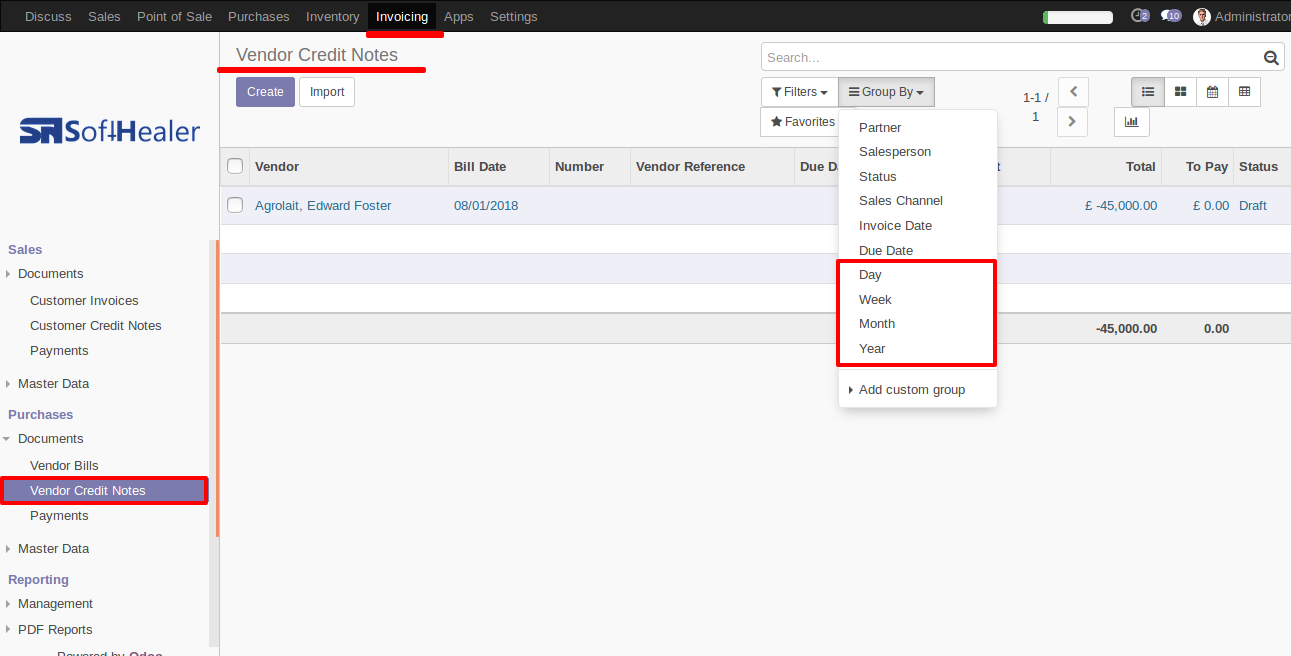 Discuss Sales Point of Sale Purchases Inventory Invoicing Apps Settings 2 10 Administrator
Vendor Credit Notes
Search...
Create Import
Filters Group By
1-1 / 1
Favorites
Partner
Salesperson
Status
Sales Channel
Invoice Date
Due Date
Day
Week
Month
Year
Add custom group
SoftHealer
Vendor Bill Date Number Vendor Reference Due Total To Pay Status
Agrolait, Edward Foster 08/01/2018 £ -45,000.00 £ 0.00 Draft
-45,000.00 0.00
Sales
Documents
Customer Invoices
Customer Credit Notes
Payments
Master Data
Purchases
Documents
Vendor Bills
Vendor Credit Notes
Payments
Master Data
Reporting
Management
PDF Reports
Powered by Odoo